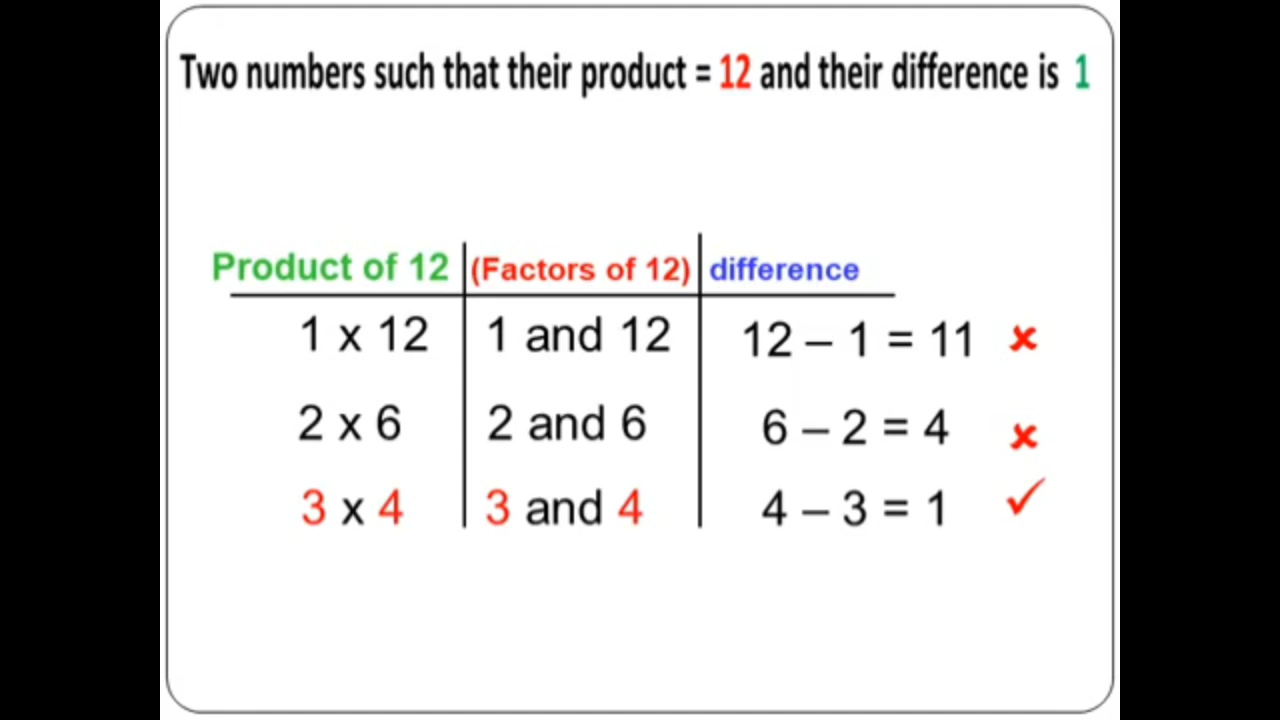 Two numbers such that their product = 12 and their difference is 1
Product of 12 (Factors of 12) difference
1 x 12 1 and 12 12 – 1 = 11 ✘
2 x 6 2 and 6 6 – 2 = 4 ✘
3 x 4 3 and 4 4 – 3 = 1 ✓